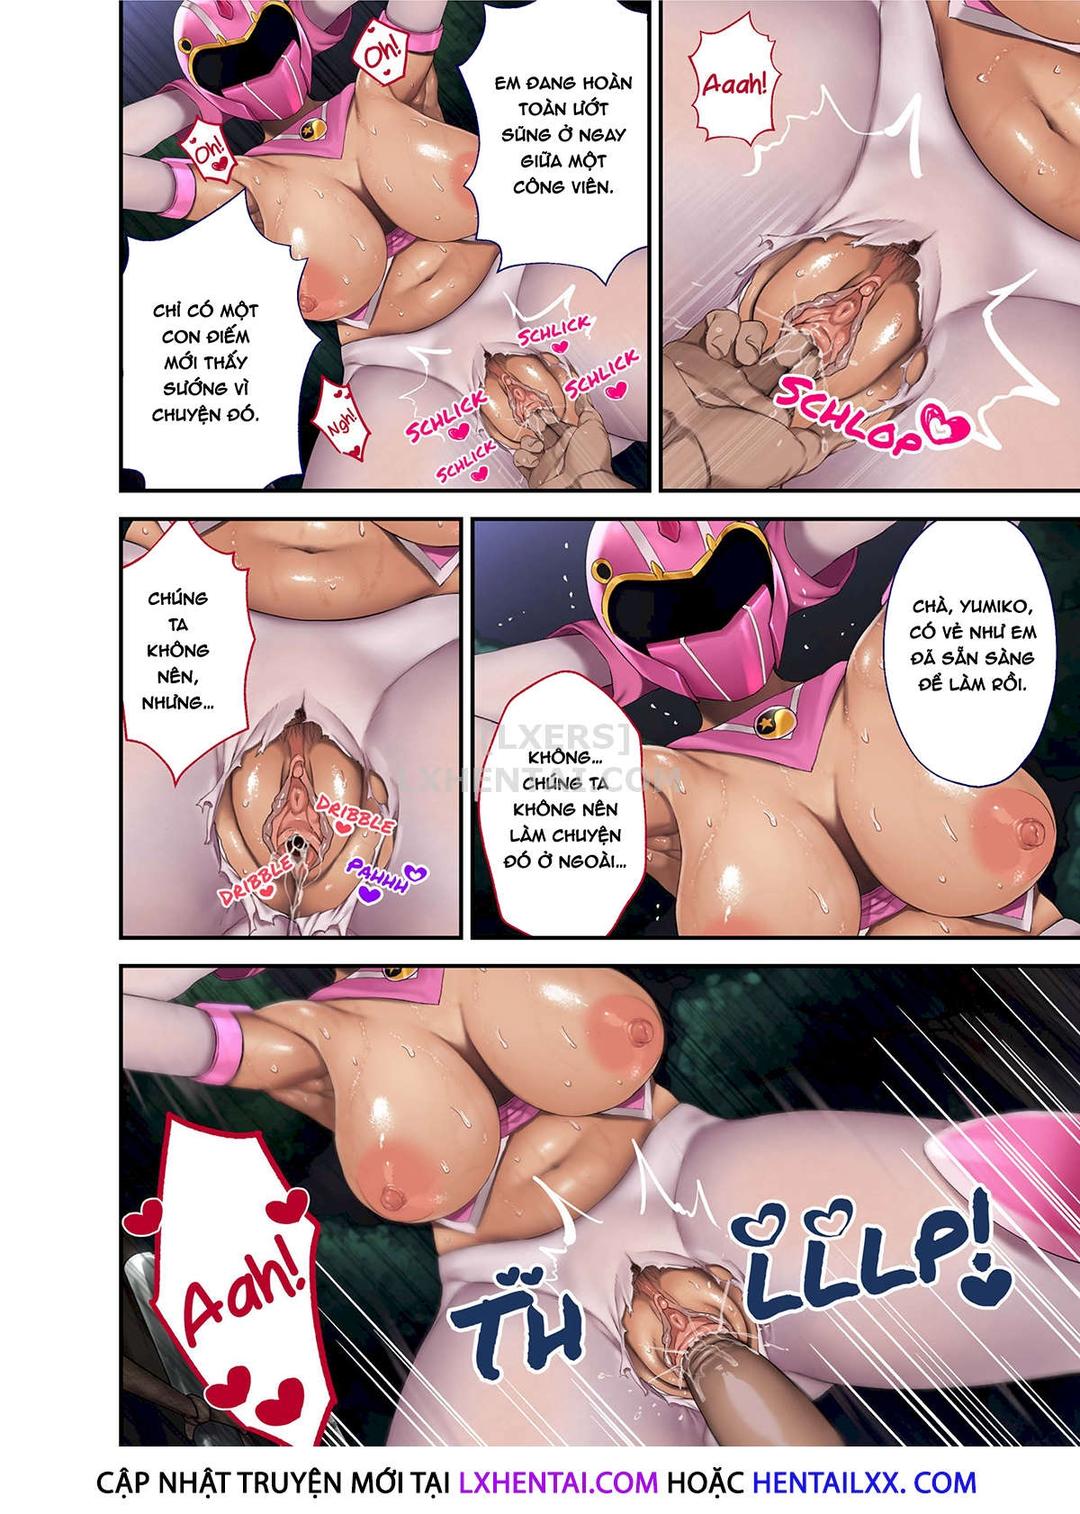 Aaah!
SCHLOP
Oh!
EM ĐANG HOÀN
TOÀN ƯỚT
SŨNG Ở NGAY
GIỮA MỘT
CÔNG VIÊN.
Oh!
CHỈ CÓ MỘT
CON ĐIẾM
MỚI THẤY
SƯỚNG VÌ
CHUYỆN ĐÓ.
Ngh!
SCHLICK
SCHLICK
SCHLICK
SCHLICK
CHÀ, YUMIKO,
CÓ VẺ NHƯ EM
ĐÃ SẴN SÀNG
ĐỂ LÀM RỒI.
KHÔNG...
CHÚNG TA
KHÔNG NÊN
LÀM CHUYỆN
ĐÓ Ở NGOÀI...
[LXERS]
LXHENTAI.COM
CHÚNG
TA
KHÔNG
NÊN,
NHƯNG...
DRIBBLE
DRIBBLE
PAHHH
Aah!
THLLLP!
CẬP NHẬT TRUYỆN MỚI TẠI LXHENTAI.COM HOẶC HENTAILXX. COM